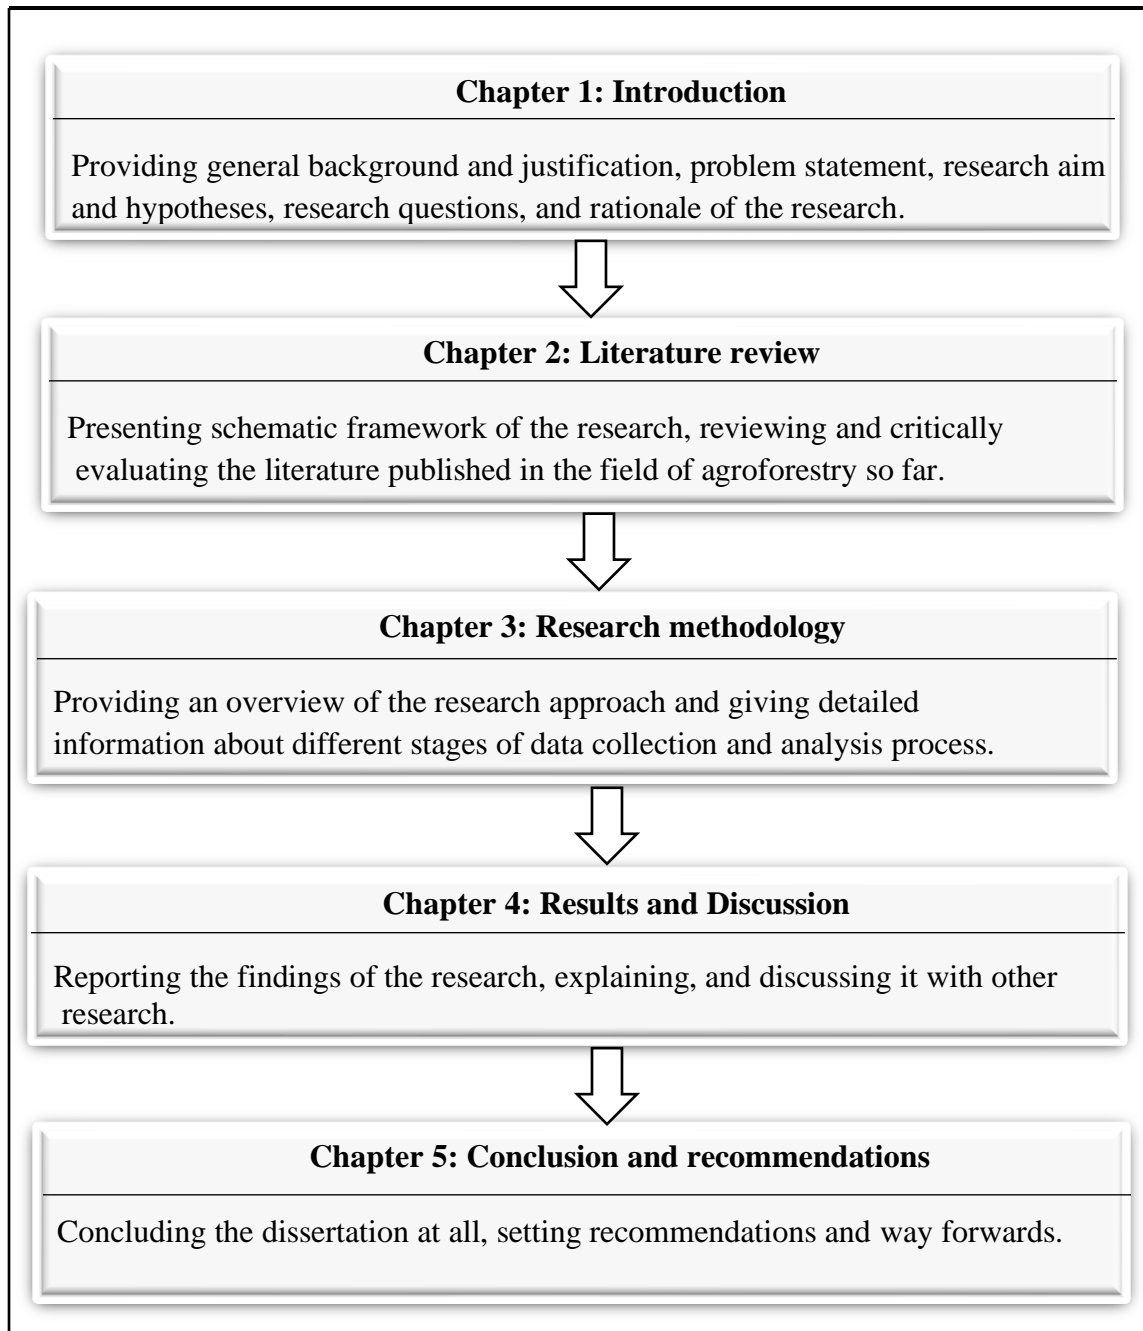 Chapter 1: Introduction
Providing general background and justification, problem statement, research aim
and hypotheses, research questions, and rationale of the research.
Chapter 2: Literature review
Presenting schematic framework of the research, reviewing and critically
evaluating the literature published in the field of agroforestry so far.
Chapter 3: Research methodology
Providing an overview of the research approach and giving detailed
information about different stages of data collection and analysis process.
Chapter 4: Results and Discussion
Reporting the findings of the research, explaining, and discussing it with other
research.
Chapter 5: Conclusion and recommendations
Concluding the dissertation at all, setting recommendations and way forwards.